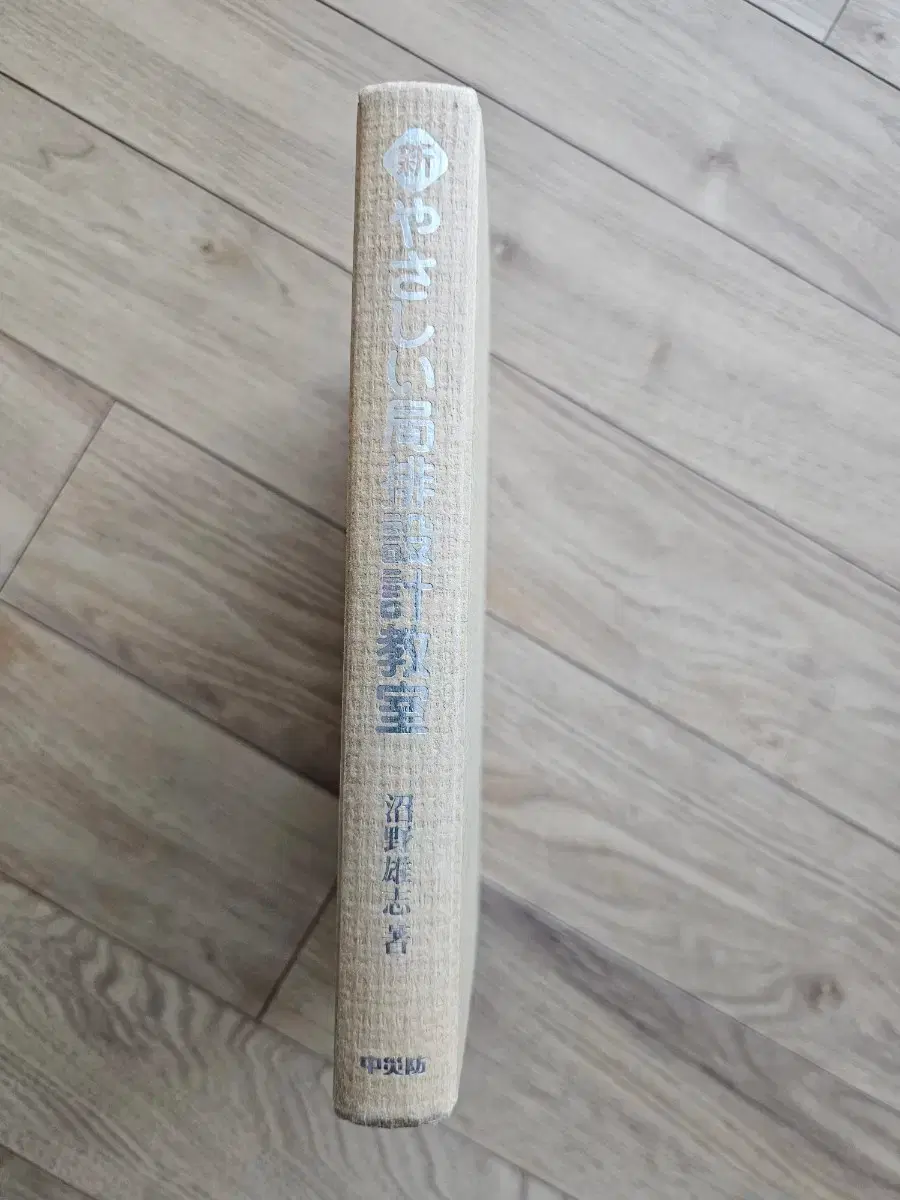 新
やさしい局排設計教室
沼野雄志 著
中災防